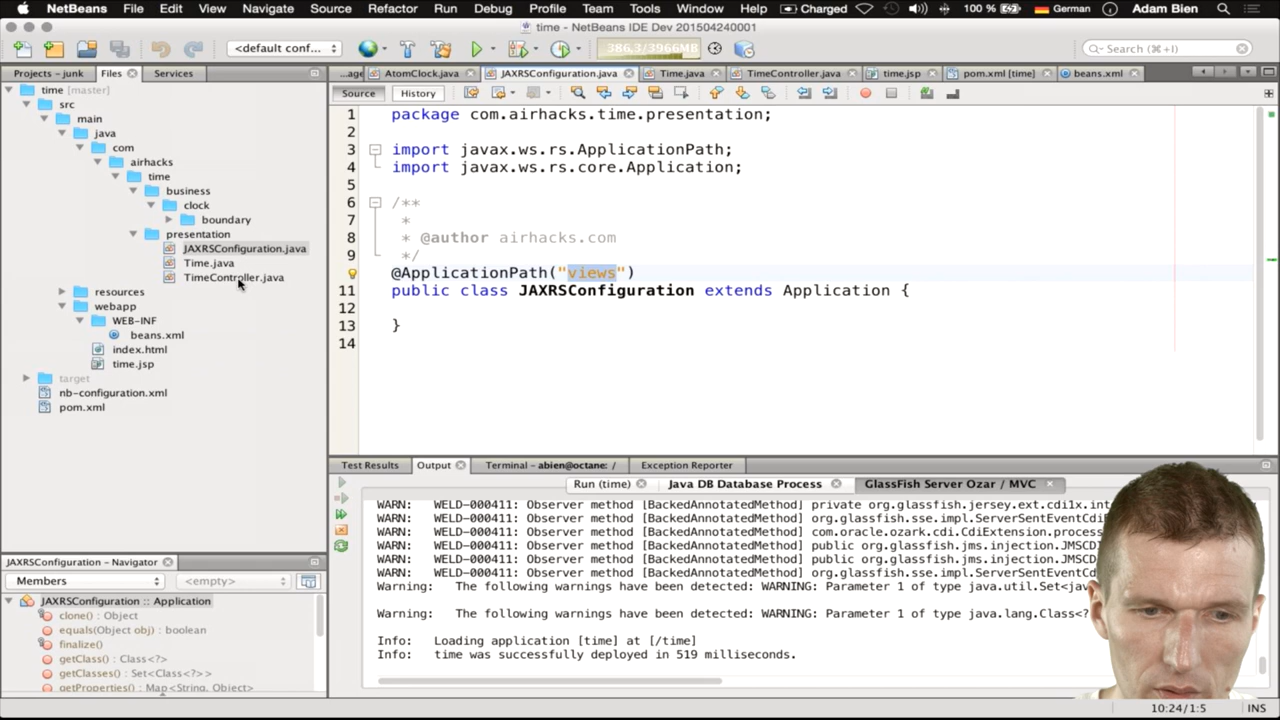 NetBeans File Edit View Navigate Source Refactor Run Debug Profile Team Tools Window Help Charged 100 % German Adam Bien
time - NetBeans IDE Dev 201504240001
<default conf... 386,3/3966MB Search (⌘+I)
Projects - junk Files Services
...age AtomClock.java JAXRSConfiguration.java Time.java TimeController.java time.jsp pom.xml [time] beans.xml
Source History
time [master]
src
main
java
com
airhacks
time
business
clock
boundary
presentation
JAXRSConfiguration.java
Time.java
TimeController.java
resources
webapp
WEB-INF
beans.xml
index.html
time.jsp
target
nb-configuration.xml
pom.xml
1 package com.airhacks.time.presentation;
2
3 import javax.ws.rs.ApplicationPath;
4 import javax.ws.rs.core.Application;
5
6 /**
7 *
8 * @author airhacks.com
9 */
@ApplicationPath("views")
11 public class JAXRSConfiguration extends Application {
12
13 }
14
JAXRSConfiguration - Navigator
Members <empty>
JAXRSConfiguration :: Application
clone() : Object
equals(Object obj) : boolean
finalize()
getClass() : Class<?>
getClasses() : Set<Class<?>>
getProperties() : Map<String, Object>
Test Results Output Terminal - abien@octane: / Exception Reporter
Run (time) Java DB Database Process GlassFish Server Ozar / MVC
WARN: WELD-000411: Observer method [BackedAnnotatedMethod] private org.glassfish.jersey.ext.cdi1x.int
WARN: WELD-000411: Observer method [BackedAnnotatedMethod] org.glassfish.sse.impl.ServerSentEventCdi
WARN: WELD-000411: Observer method [BackedAnnotatedMethod] com.oracle.ozark.cdi.CdiExtension.process
WARN: WELD-000411: Observer method [BackedAnnotatedMethod] public org.glassfish.jms.injection.JMSCD
WARN: WELD-000411: Observer method [BackedAnnotatedMethod] public org.glassfish.jms.injection.JMSCD
WARN: WELD-000411: Observer method [BackedAnnotatedMethod] org.glassfish.sse.impl.ServerSentEventCd
Warning: The following warnings have been detected: WARNING: Parameter 1 of type java.util.Set<jav
Warning: The following warnings have been detected: WARNING: Parameter 1 of type java.lang.Class<?
Info: Loading application [time] at [/time]
Info: time was successfully deployed in 519 milliseconds.
10:24/1:5 INS